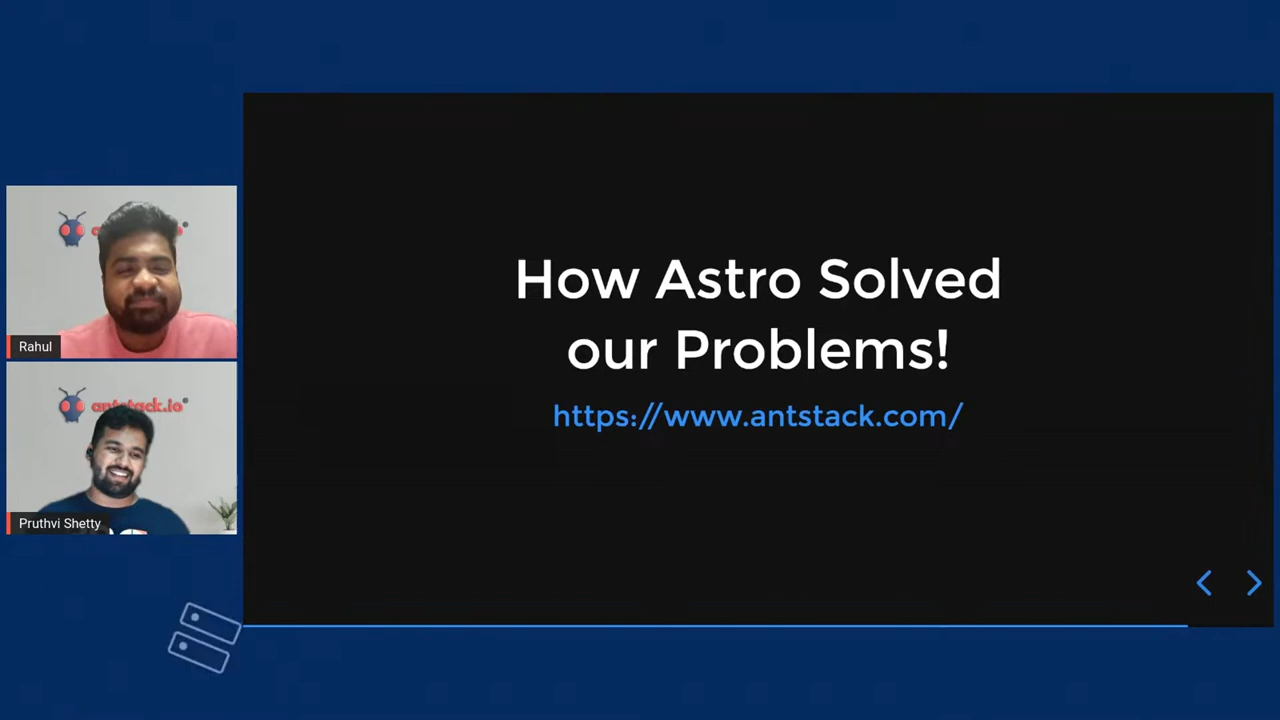 How Astro Solved
our Problems!
https://www.antstack.com/
Rahul
antstack.io
Pruthvi Shetty